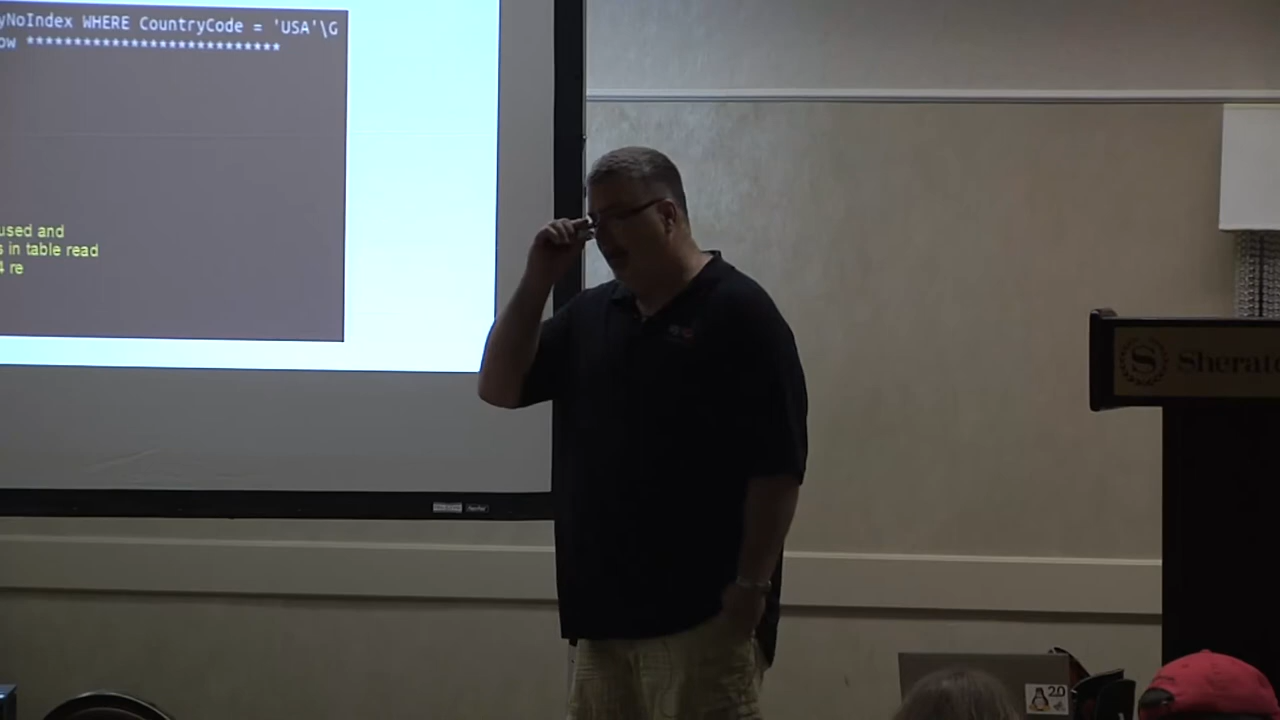 yNoIndex WHERE CountryCode = 'USA'\G
ow **************************
used and
s in table read
4 re
S
Sherat
2.0